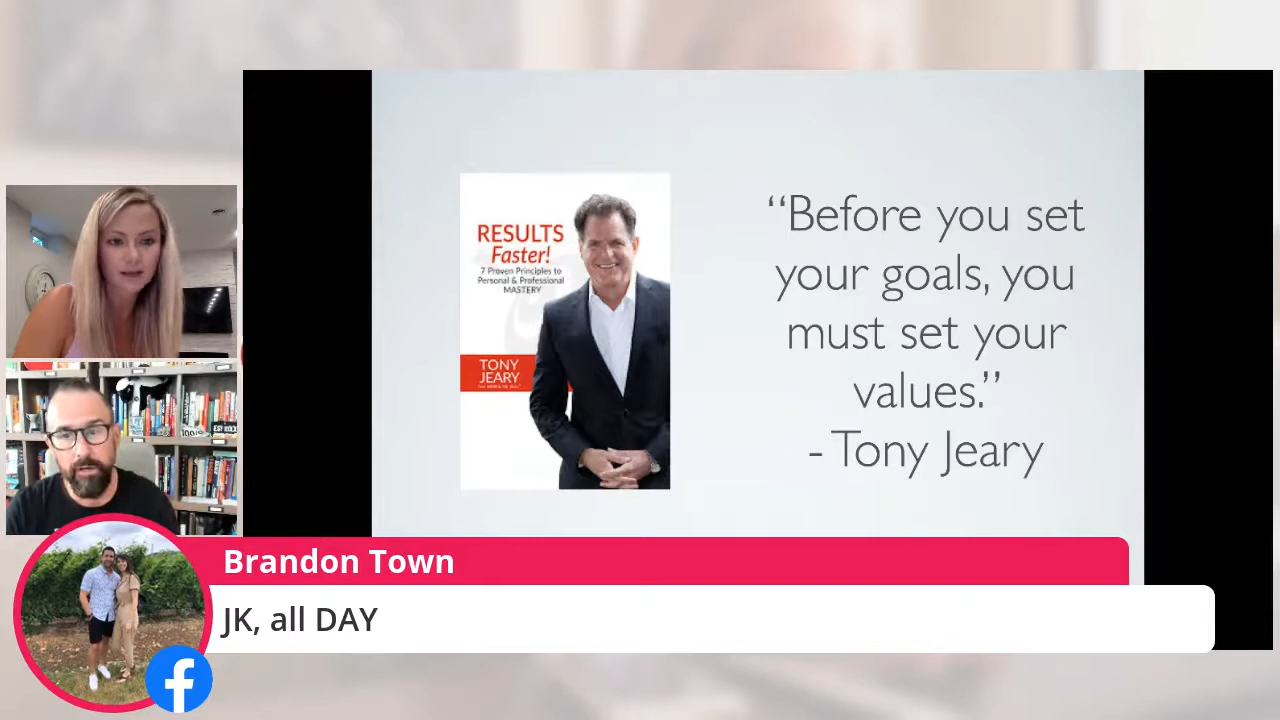 RESULTS
Faster!
7 Proven Principles to
Personal & Professional
MASTERY
TONY
JEARY
“Before you set
your goals, you
must set your
values.”
- Tony Jeary
Brandon Town
JK, all DAY